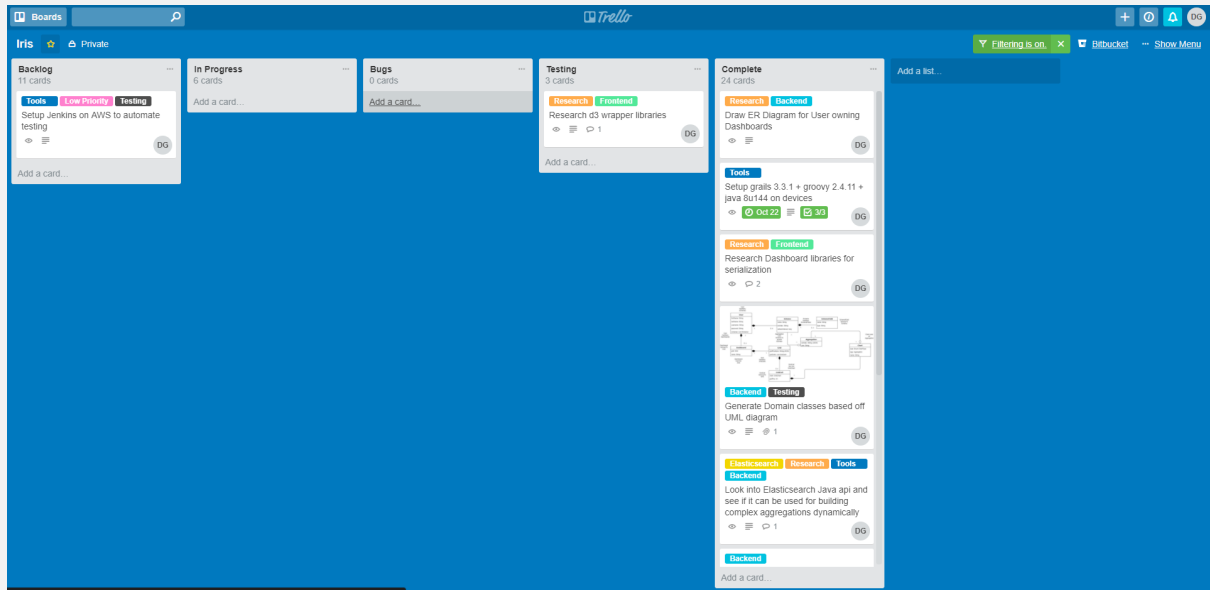 Boards
Trello
DG
Iris
Private
Filtering is on.
Bitbucket
Show Menu
Backlog
11 cards
Tools Low Priority Testing
Setup Jenkins on AWS to automate
testing
DG
Add a card...
In Progress
6 cards
Add a card...
Bugs
0 cards
Add a card...
Testing
3 cards
Research Frontend
Research d3 wrapper libraries
1
DG
Add a card...
Complete
24 cards
Research Backend
Draw ER Diagram for User owning
Dashboards
DG
Tools
Setup grails 3.3.1 + groovy 2.4.11 +
java 8u144 on devices
Oct 22 3/3
DG
Research Frontend
Research Dashboard libraries for
serialization
2
DG
Backend Testing
Generate Domain classes based off
UML diagram
1
DG
Elasticsearch Research Tools
Backend
Look into Elasticsearch Java api and
see if it can be used for building
complex aggregations dynamically
1
DG
Backend
Add a card...
Add a list...